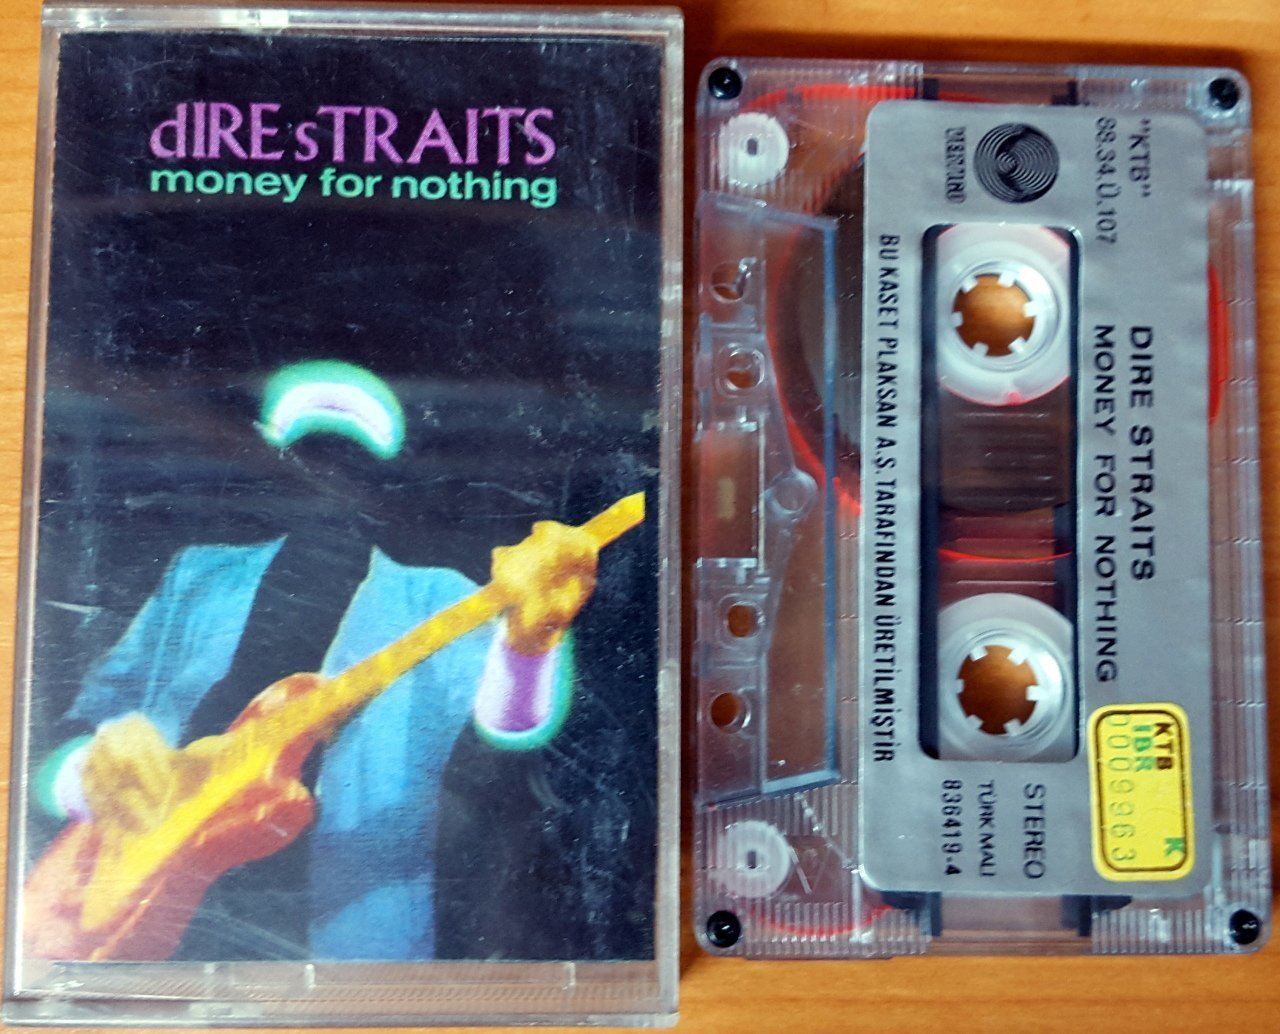 dIRE sTRAITS
money for nothing
"KTB"
88.34.Ü.107
DIRE STRAITS
MONEY FOR NOTHING
BU KASET PLAKSAN A.Ş. TARAFINDAN ÜRETİLMİŞTİR
STEREO
TÜRK MALI
836419-4
KTB K
İBR
0009963